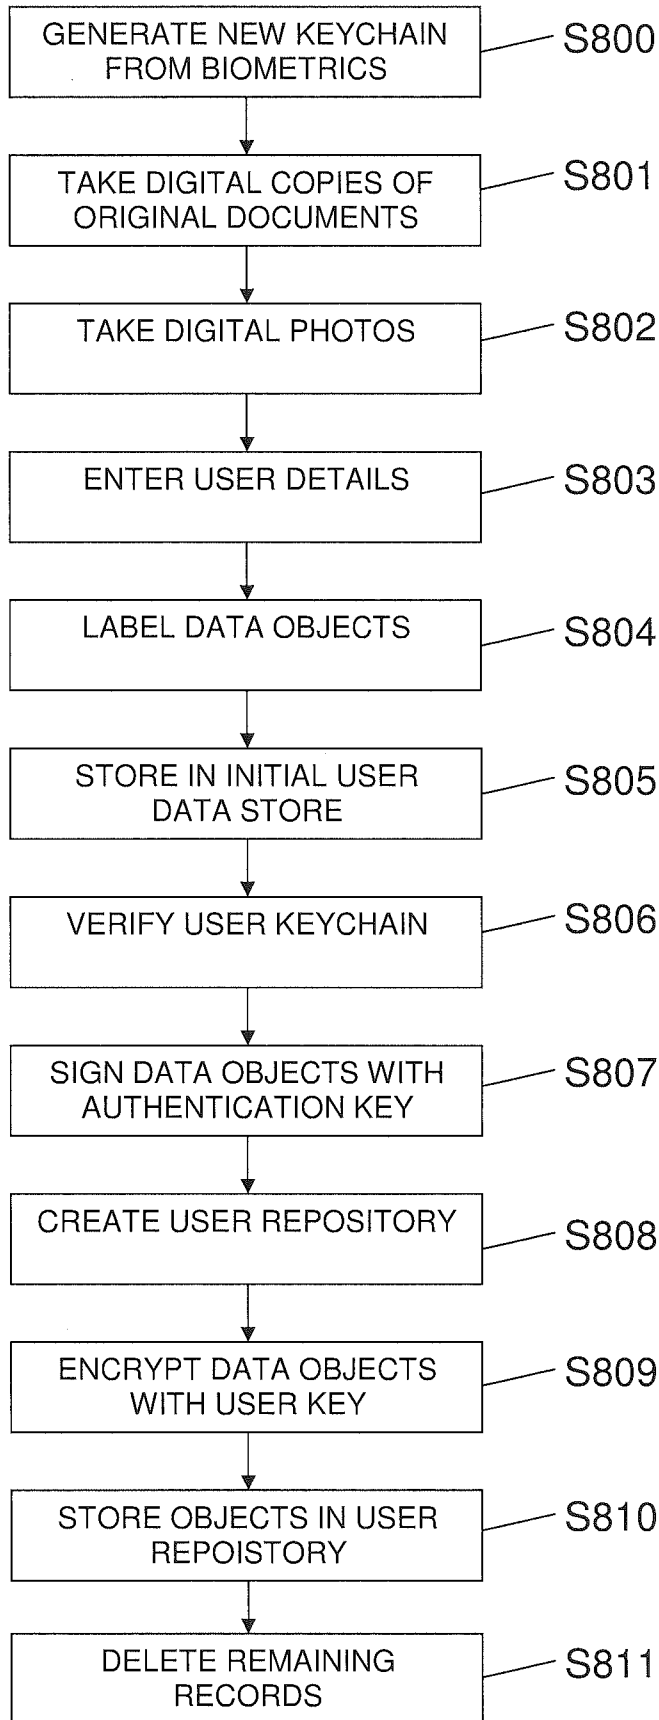 GENERATE NEW KEYCHAIN
FROM BIOMETRICS
S800
TAKE DIGITAL COPIES OF
ORIGINAL DOCUMENTS
S801
TAKE DIGITAL PHOTOS
S802
ENTER USER DETAILS
S803
LABEL DATA OBJECTS
S804
STORE IN INITIAL USER
DATA STORE
S805
VERIFY USER KEYCHAIN
S806
SIGN DATA OBJECTS WITH
AUTHENTICATION KEY
S807
CREATE USER REPOSITORY
S808
ENCRYPT DATA OBJECTS
WITH USER KEY
S809
STORE OBJECTS IN USER
REPOISTORY
S810
DELETE REMAINING
RECORDS
S811